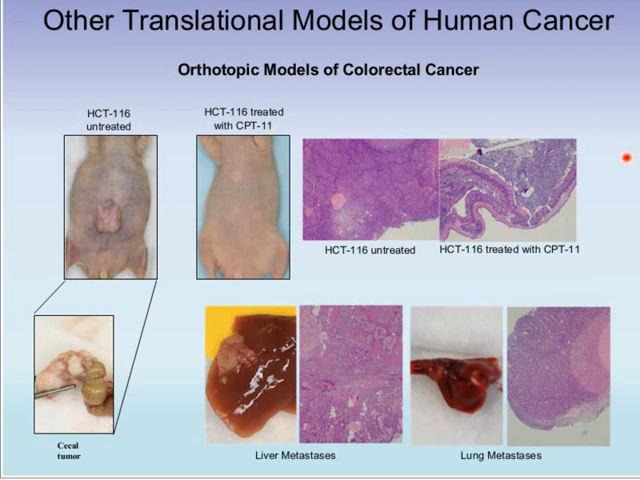 Other Translational Models of Human Cancer
Orthotopic Models of Colorectal Cancer
HCT-116
untreated
HCT-116 treated
with CPT-11
HCT-116 untreated
HCT-116 treated with CPT-11
Cecal
tumor
Liver Metastases
Lung Metastases